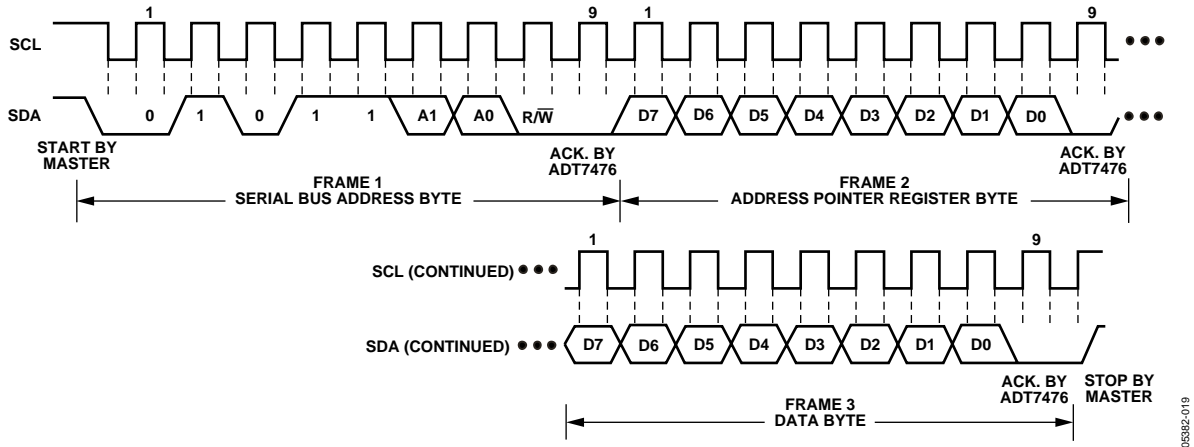 1 9 1 9
SCL
SDA 0 1 0 1 1 A1 A0 R/W̅ D7 D6 D5 D4 D3 D2 D1 D0
START BY
MASTER
ACK. BY
ADT7476
ACK. BY
ADT7476
FRAME 1
SERIAL BUS ADDRESS BYTE
FRAME 2
ADDRESS POINTER REGISTER BYTE
1 9
SCL (CONTINUED)
SDA (CONTINUED) D7 D6 D5 D4 D3 D2 D1 D0
ACK. BY
ADT7476
STOP BY
MASTER
FRAME 3
DATA BYTE
05382-019